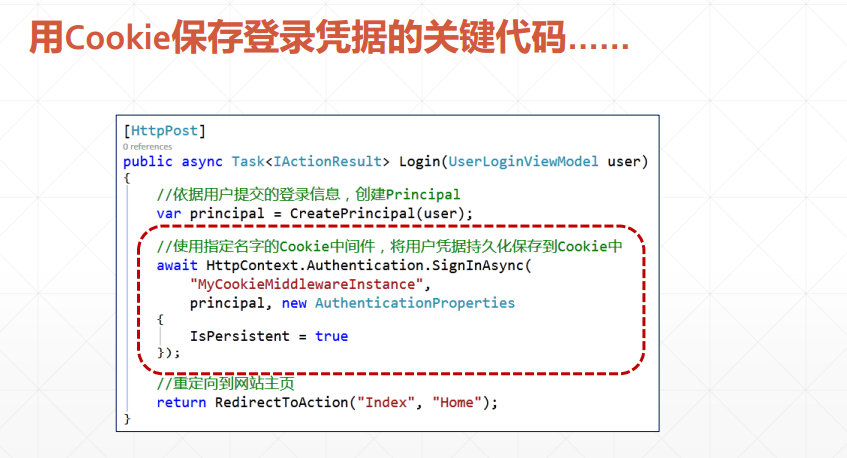 用Cookie保存登录凭据的关键代码……
[HttpPost]
0 references
public async Task<IActionResult> Login(UserLoginViewModel user)
{
//依据用户提交的登录信息，创建Principal
var principal = CreatePrincipal(user);
//使用指定名字的Cookie中间件，将用户凭据持久化保存到Cookie中
await HttpContext.Authentication.SignInAsync(
"MyCookieMiddlewareInstance",
principal, new AuthenticationProperties
{
IsPersistent = true
});
//重定向到网站主页
return RedirectToAction("Index", "Home");
}